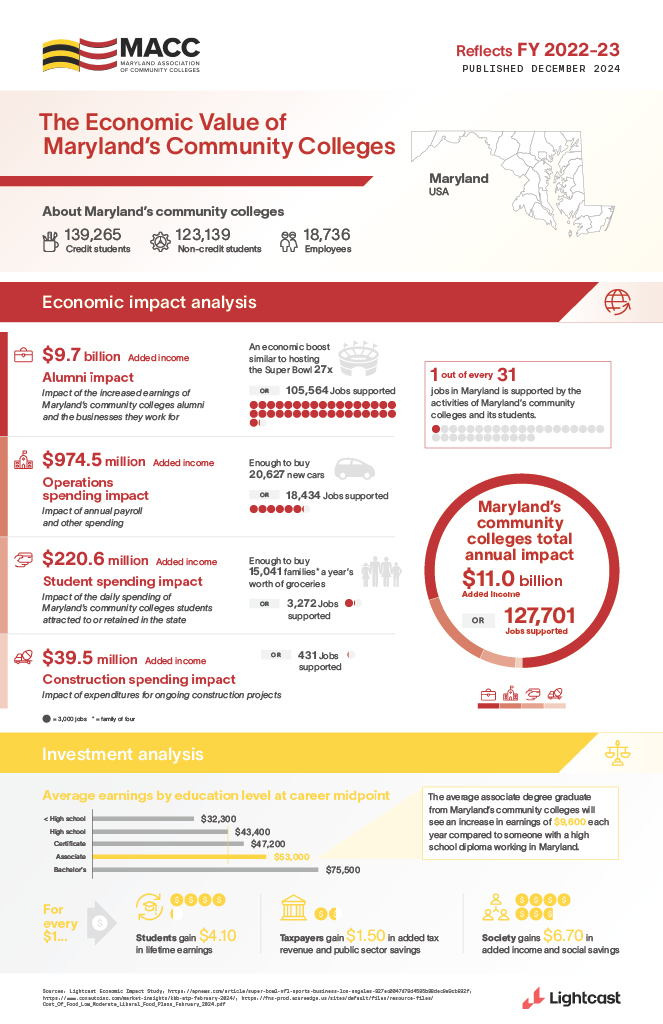 MACC
MARYLAND ASSOCIATION
OF COMMUNITY COLLEGES
Reflects FY 2022-23
PUBLISHED DECEMBER 2024
The Economic Value of
Maryland's Community Colleges
Maryland
USA
About Maryland's community colleges
139,265
Credit students
123,139
Non-credit students
18,736
Employees
Economic impact analysis
$9.7 billion Added income
Alumni impact
Impact of the increased earnings of
Maryland's community colleges alumni
and the businesses they work for
An economic boost
similar to hosting
the Super Bowl 27x
OR 105,564 Jobs supported
$974.5 million Added income
Operations
spending impact
Impact of annual payroll
and other spending
Enough to buy
20,627 new cars
OR 18,434 Jobs supported
$220.6 million Added income
Student spending impact
Impact of the daily spending of
Maryland's community colleges students
attracted to or retained in the state
Enough to buy
15,041 families* a year's
worth of groceries
OR 3,272 Jobs
supported
$39.5 million Added income
Construction spending impact
Impact of expenditures for ongoing construction projects
OR 431 Jobs
supported
= 3,000 jobs * = family of four
1 out of every 31
jobs in Maryland is supported by the
activities of Maryland's community
colleges and its students.
Maryland's
community
colleges total
annual impact
$11.0 billion
Added income
OR 127,701
Jobs supported
Investment analysis
Average earnings by education level at career midpoint
< High school $32,300
High school $43,400
Certificate $47,200
Associate $53,000
Bachelor's $75,500
The average associate degree graduate
from Maryland's community colleges will
see an increase in earnings of $9,600 each
year compared to someone with a high
school diploma working in Maryland.
For
every
$1...
Students gain $4.10
in lifetime earnings
Taxpayers gain $1.50 in added tax
revenue and public sector savings
Society gains $6.70 in
added income and social savings
Sources: Lightcast Economic Impact Study;
Lightcast